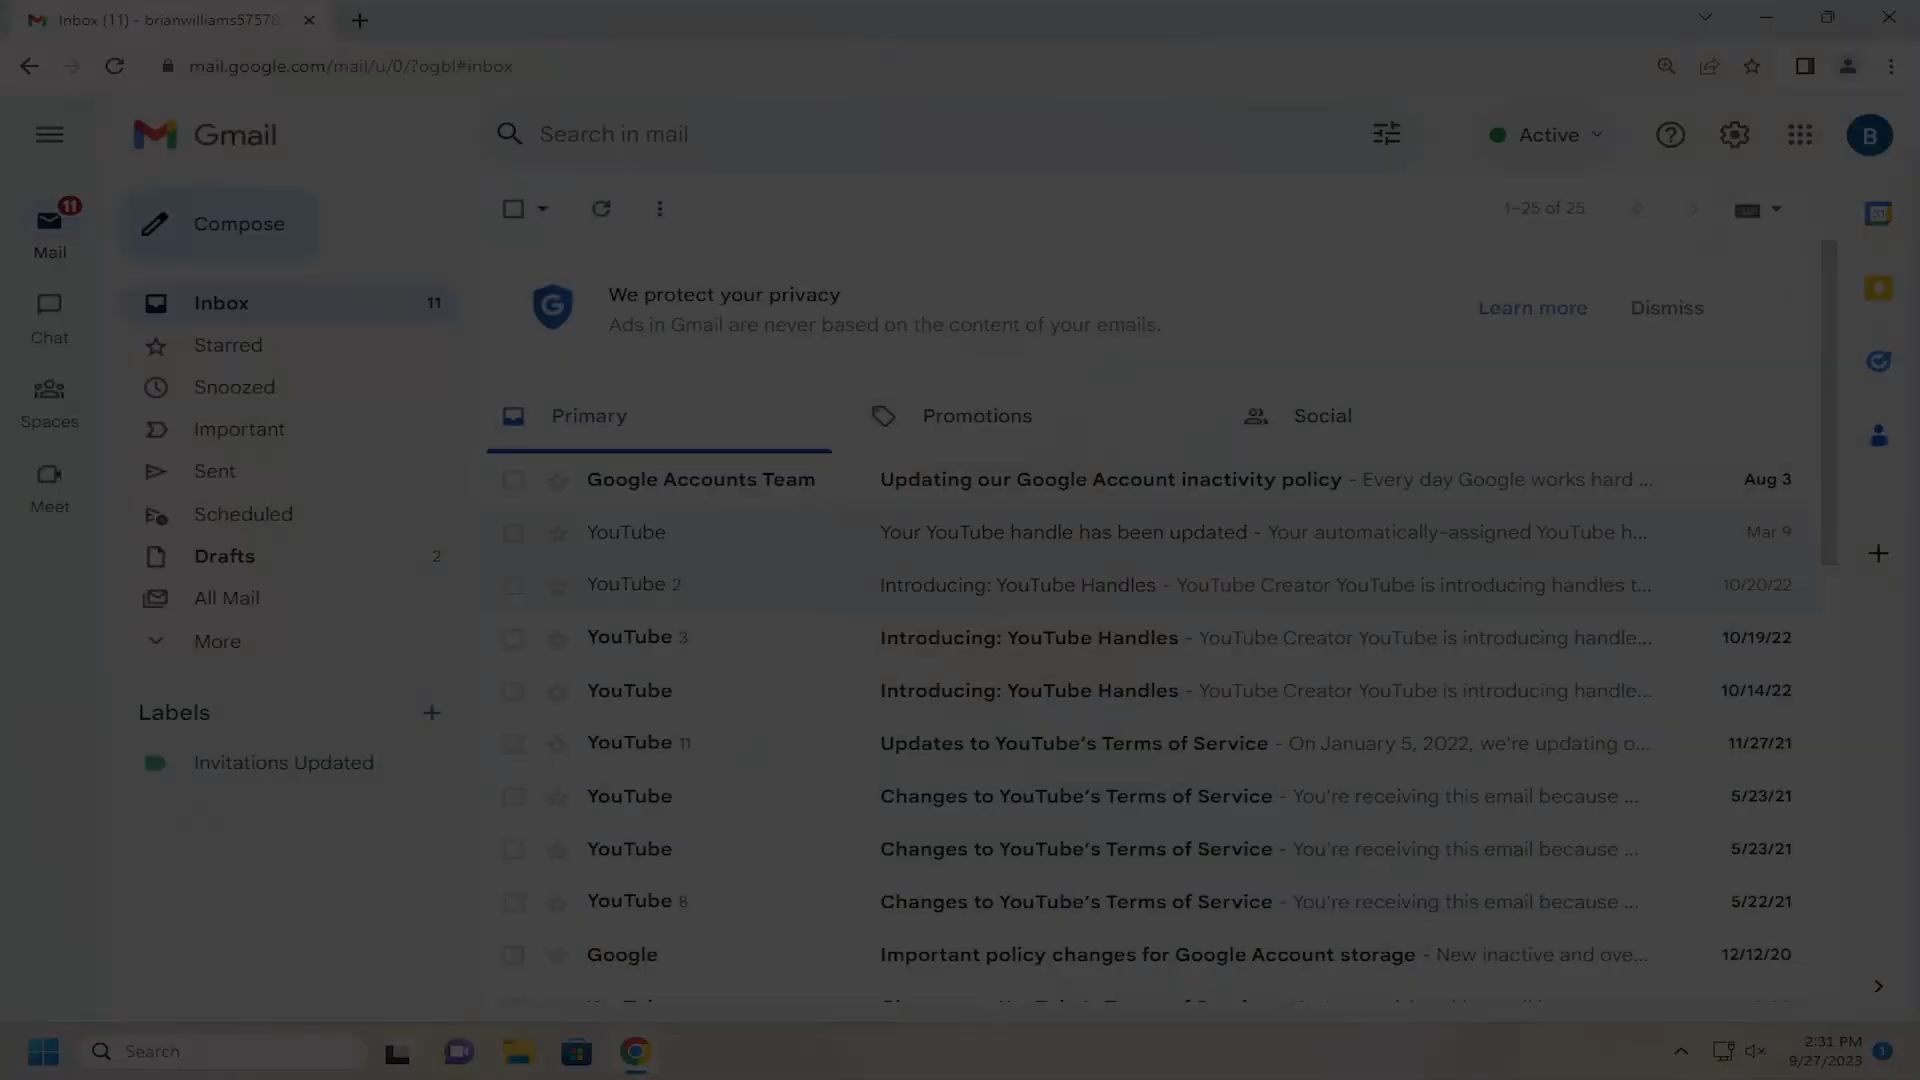 Inbox (11) - brianwilliams57578
mail.google.com/mail/u/0/?ogbl#inbox
Gmail
Search in mail
Active
B
11
Mail
Chat
Spaces
Meet
Compose
Inbox 11
Starred
Snoozed
Important
Sent
Scheduled
Drafts 2
All Mail
More
Labels
Invitations Updated
1–25 of 25
31
G
We protect your privacy
Ads in Gmail are never based on the content of your emails.
Learn more Dismiss
Primary Promotions Social
Google Accounts Team Updating our Google Account inactivity policy - Every day Google works hard ... Aug 3
YouTube Your YouTube handle has been updated - Your automatically-assigned YouTube h... Mar 9
YouTube 2 Introducing: YouTube Handles - YouTube Creator YouTube is introducing handles t... 10/20/22
YouTube 3 Introducing: YouTube Handles - YouTube Creator YouTube is introducing handle... 10/19/22
YouTube Introducing: YouTube Handles - YouTube Creator YouTube is introducing handle... 10/14/22
YouTube 11 Updates to YouTube's Terms of Service - On January 5, 2022, we're updating o... 11/27/21
YouTube Changes to YouTube's Terms of Service - You're receiving this email because ... 5/23/21
YouTube Changes to YouTube's Terms of Service - You're receiving this email because ... 5/23/21
YouTube 8 Changes to YouTube's Terms of Service - You're receiving this email because ... 5/22/21
Google Important policy changes for Google Account storage - New inactive and ove... 12/12/20
Search
2:31 PM
9/27/2023
1